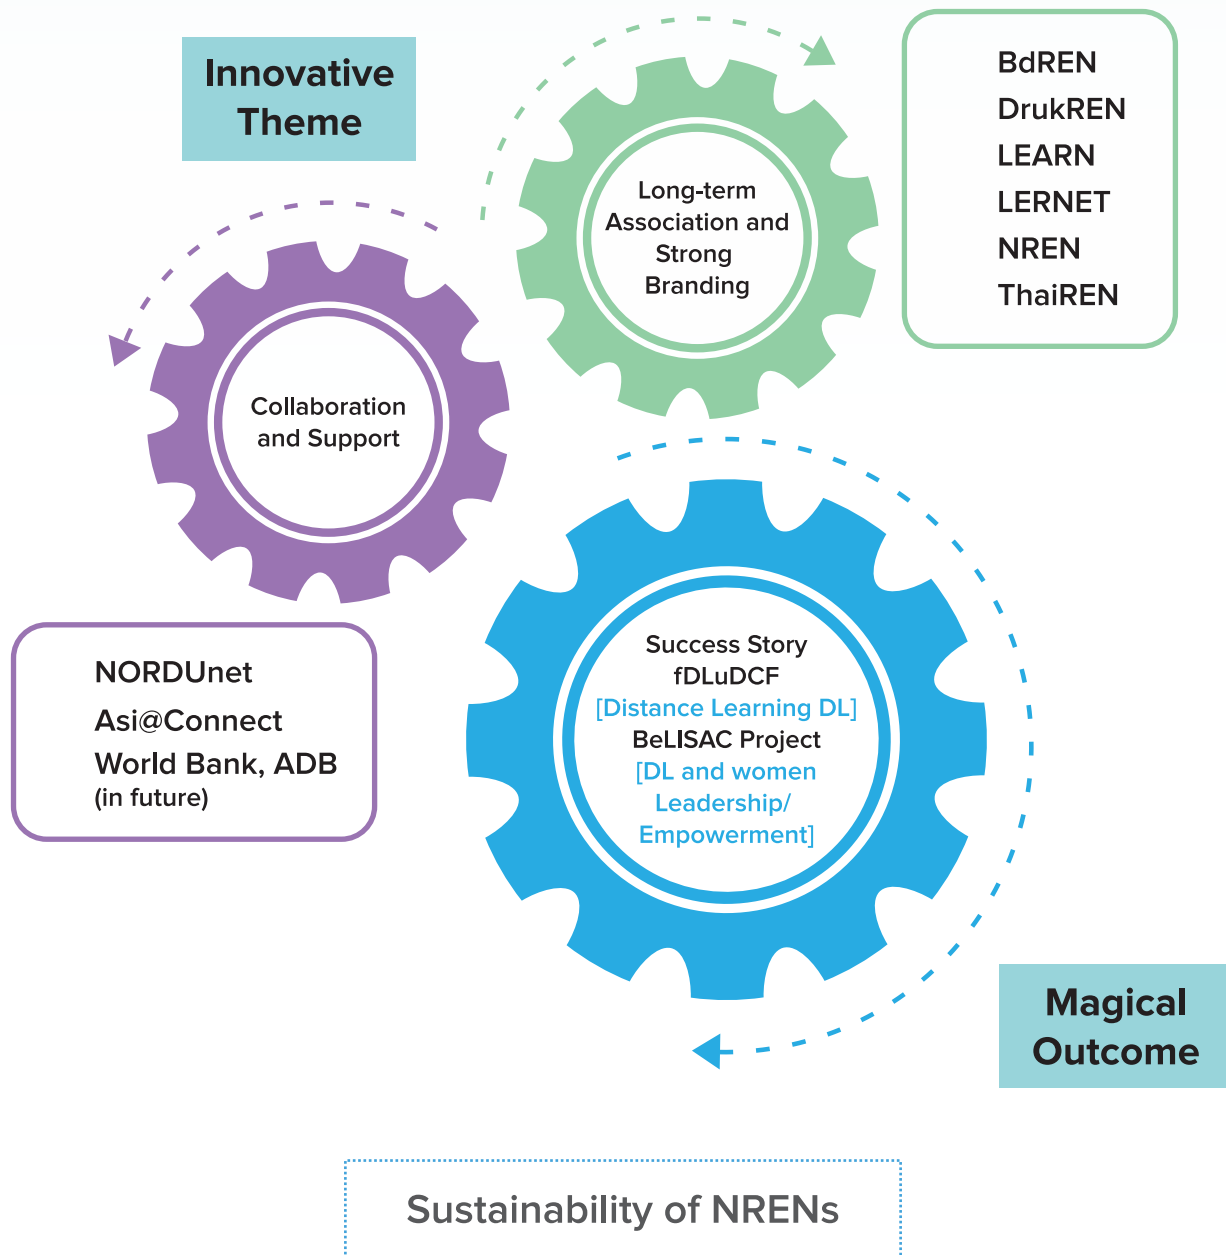 Innovative
Theme
Long-term
Association and
Strong
Branding
BdREN
DrukREN
LEARN
LERNET
NREN
ThaiREN
Collaboration
and Support
NORDUnet
Asi@Connect
World Bank, ADB
(in future)
Success Story
fDLuDCF
[Distance Learning DL]
BeLISAC Project
[DL and women
Leadership/
Empowerment]
Magical
Outcome
Sustainability of NRENs